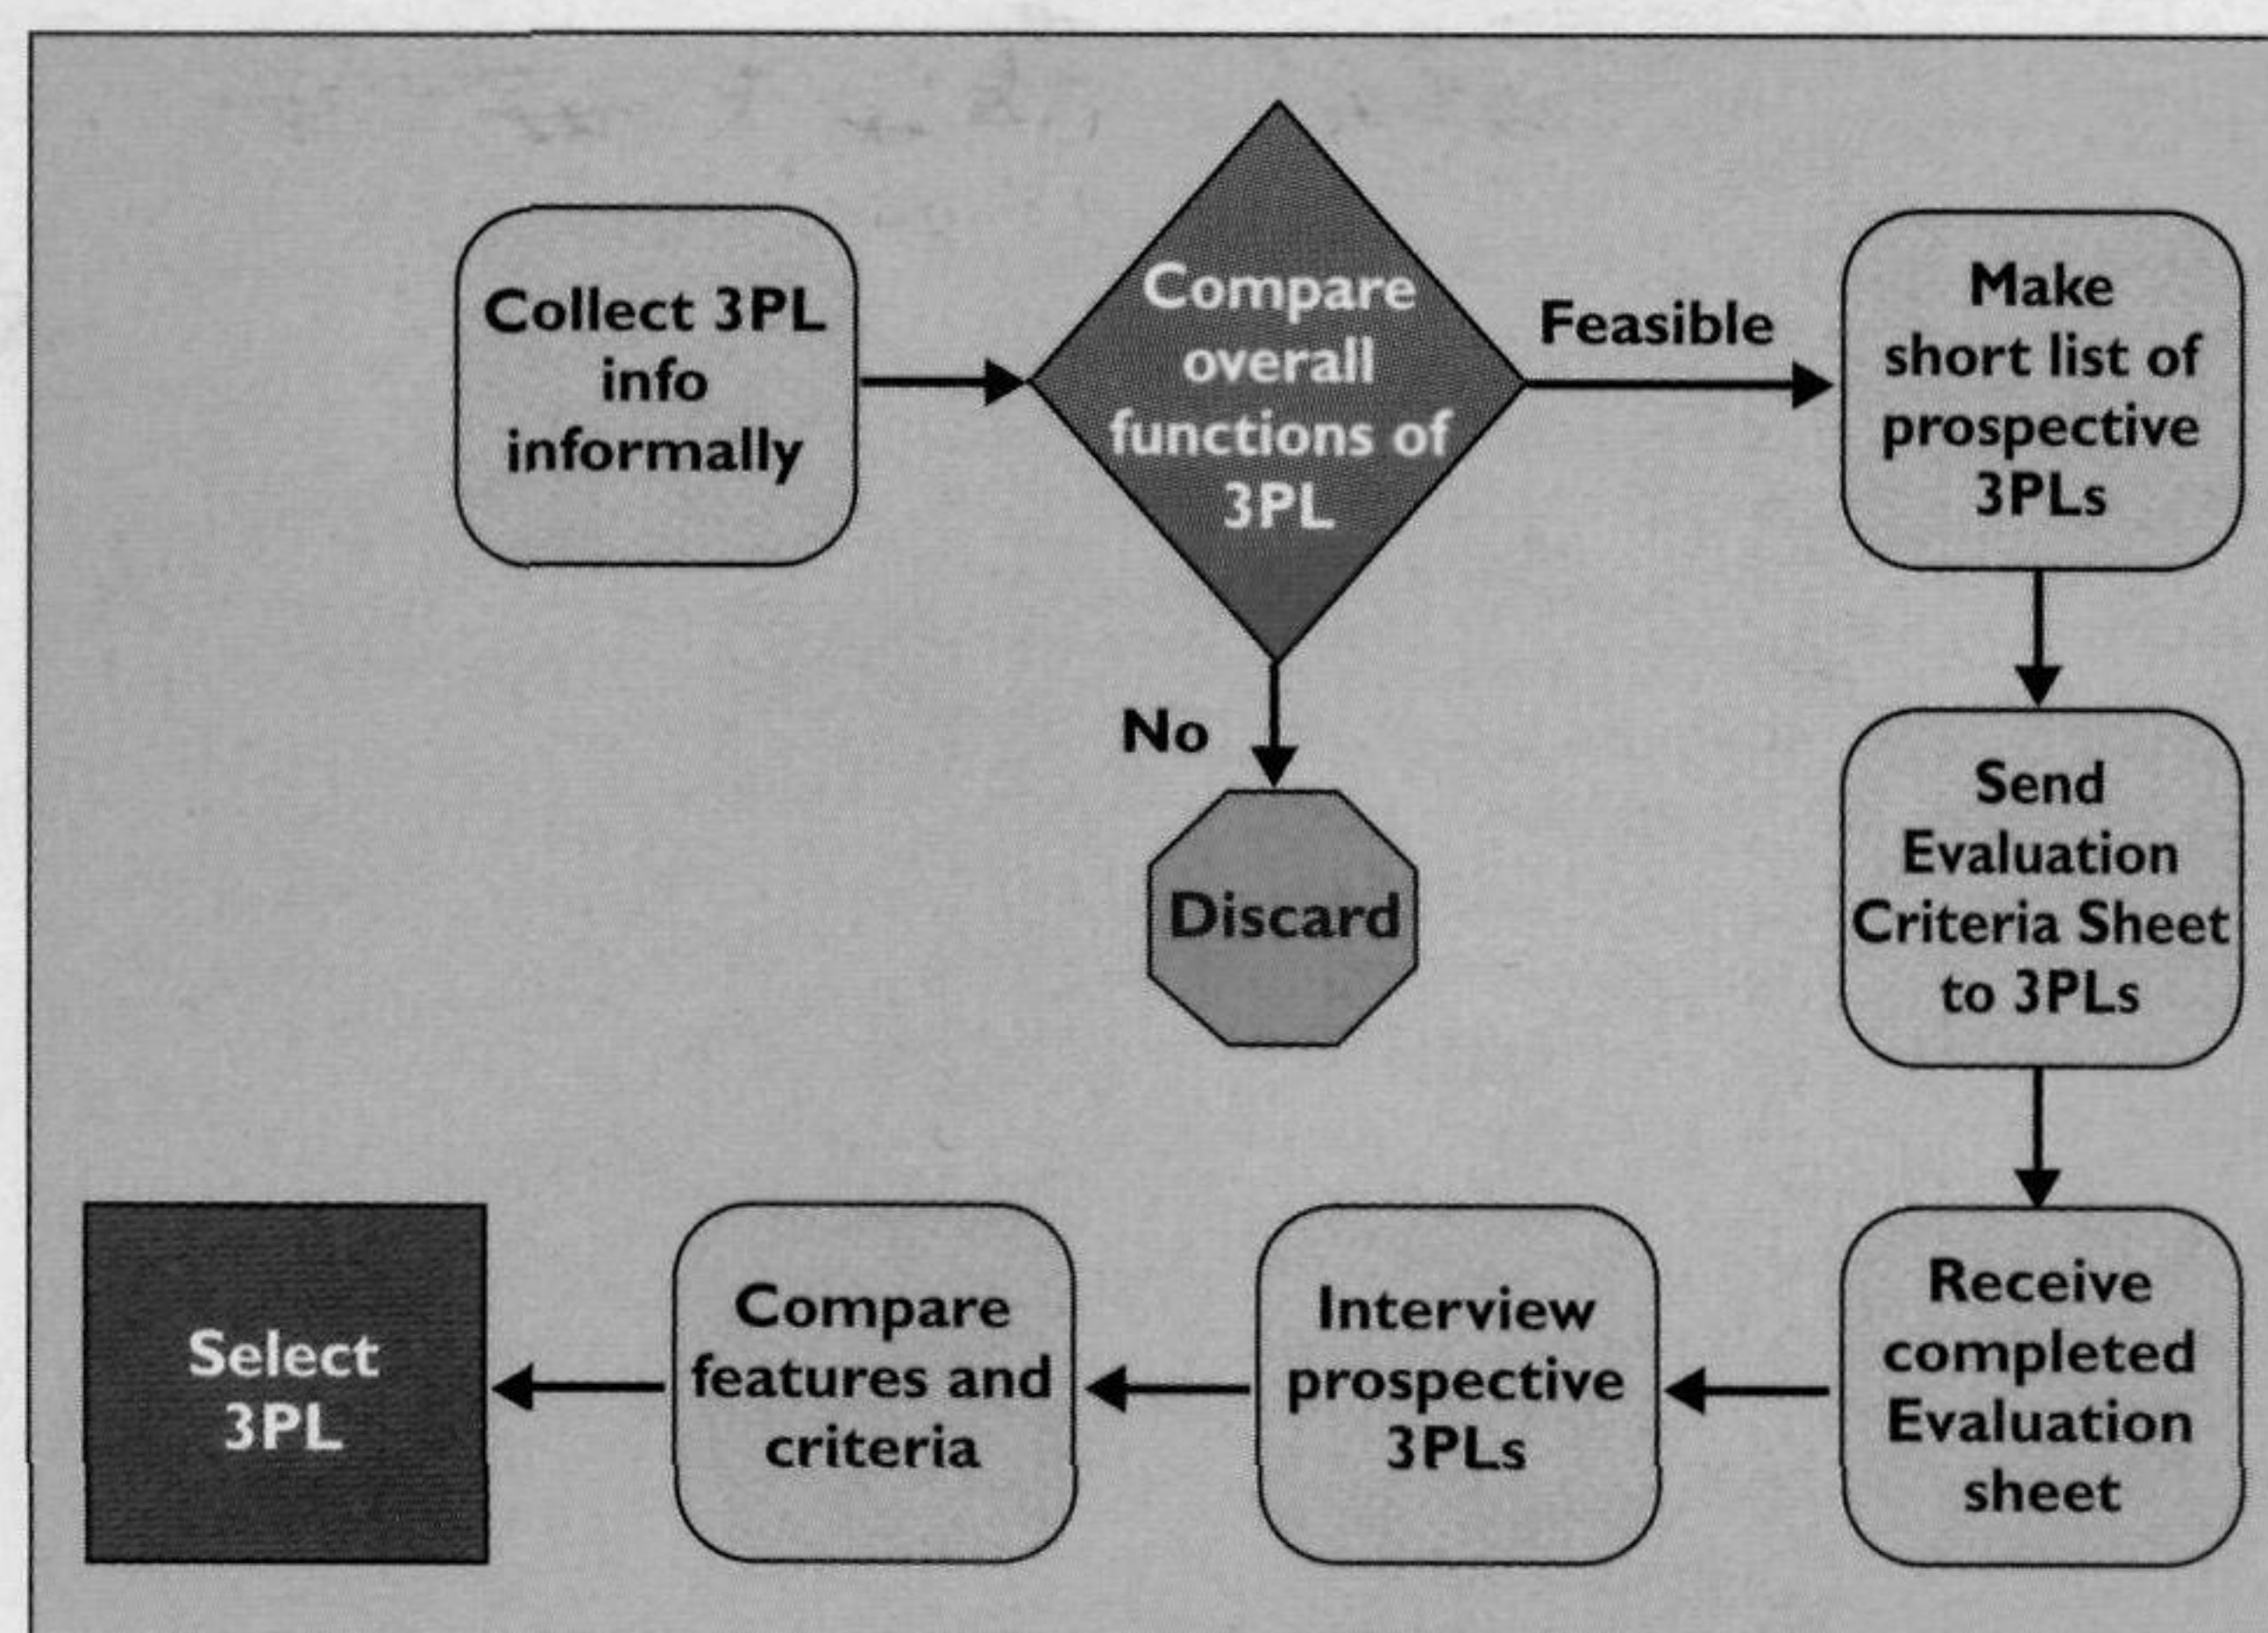 Collect 3PL
info
informally
Compare
overall
functions of
3PL
Feasible
Make
short list of
prospective
3PLs
No
Discard
Send
Evaluation
Criteria Sheet
to 3PLs
Receive
completed
Evaluation
sheet
Interview
prospective
3PLs
Compare
features and
criteria
Select
3PL